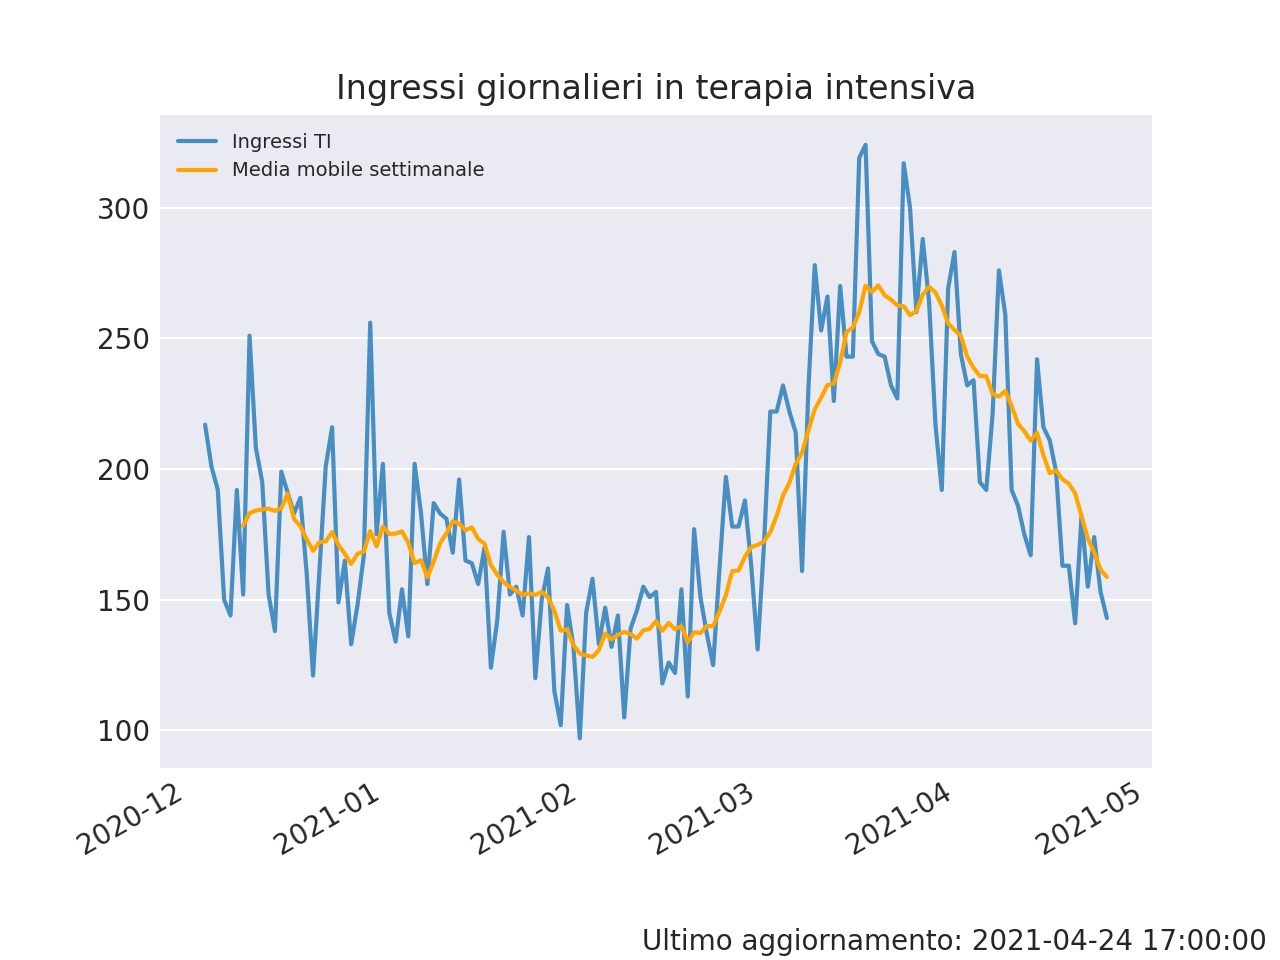 Ingressi giornalieri in terapia intensiva
Ingressi TI
Media mobile settimanale
300
250
200
150
100
2020-12
2021-01
2021-02
2021-03
2021-04
2021-05
Ultimo aggiornamento: 2021-04-24 17:00:00